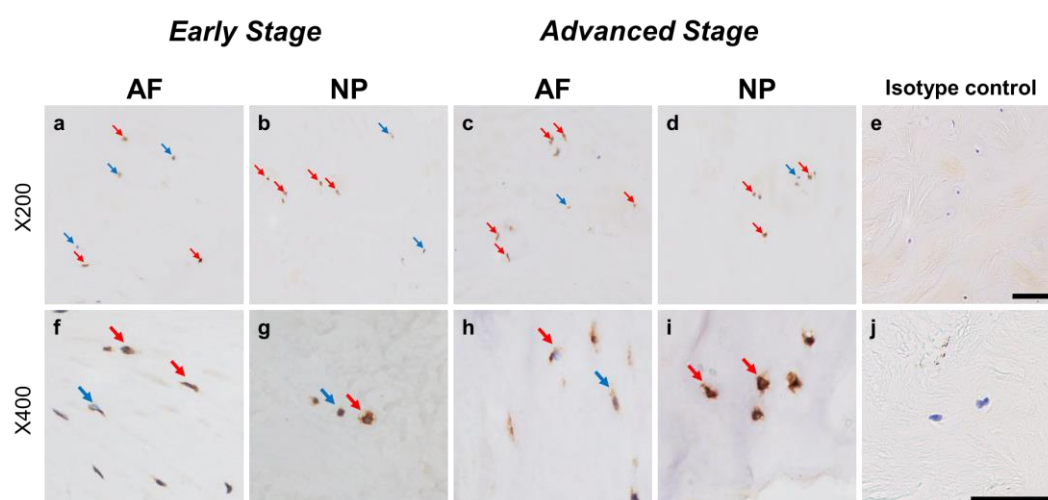 Early Stage Advanced Stage
AF NP AF NP Isotype control
a b c d e
X200
f g h i j
X400